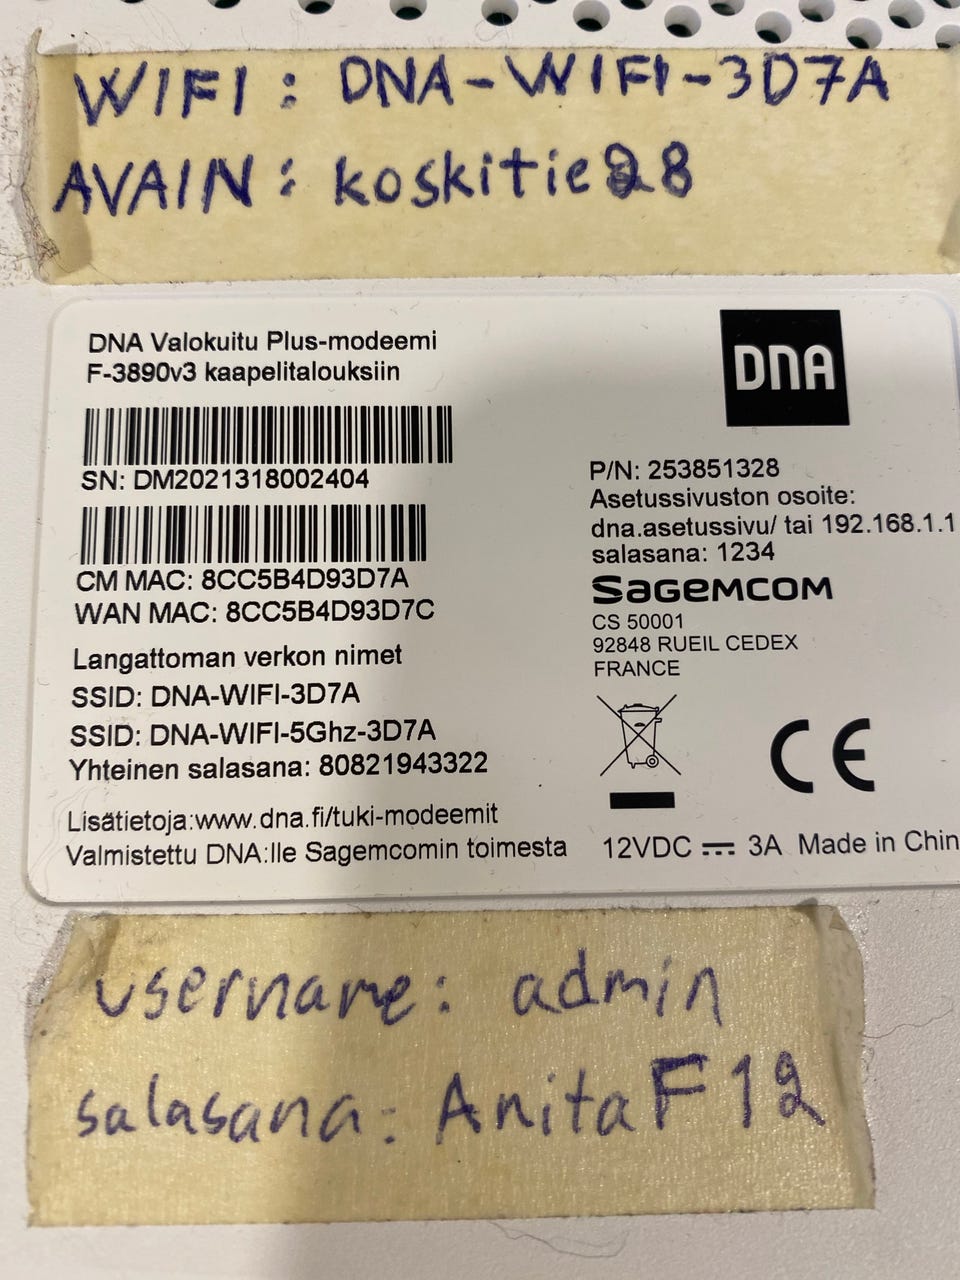 WIFI: DNA-WIFI-3D7A
AVAIN: koskitie28
DNA Valokuitu Plus-modeemi
F-3890v3 kaapelitalouksiin
SN: DM2021318002404
CM MAC: 8CC5B4D93D7A
WAN MAC: 8CC5B4D93D7C
Langattoman verkon nimet
SSID: DNA-WIFI-3D7A
SSID: DNA-WIFI-5Ghz-3D7A
Yhteinen salasana: 80821943322
Lisätietoja:www.dna.fi/tuki-modeemit
Valmistettu DNA:lle Sagemcomin toimesta
DNA
P/N: 253851328
Asetussivuston osoite:
dna.asetussivu/ tai 192.168.1.1
salasana: 1234
SAGEMCOM
CS 50001
92848 RUEIL CEDEX
FRANCE
CE
12VDC ⎓ 3A Made in Chin
username: admin
salasana: AnitaF12